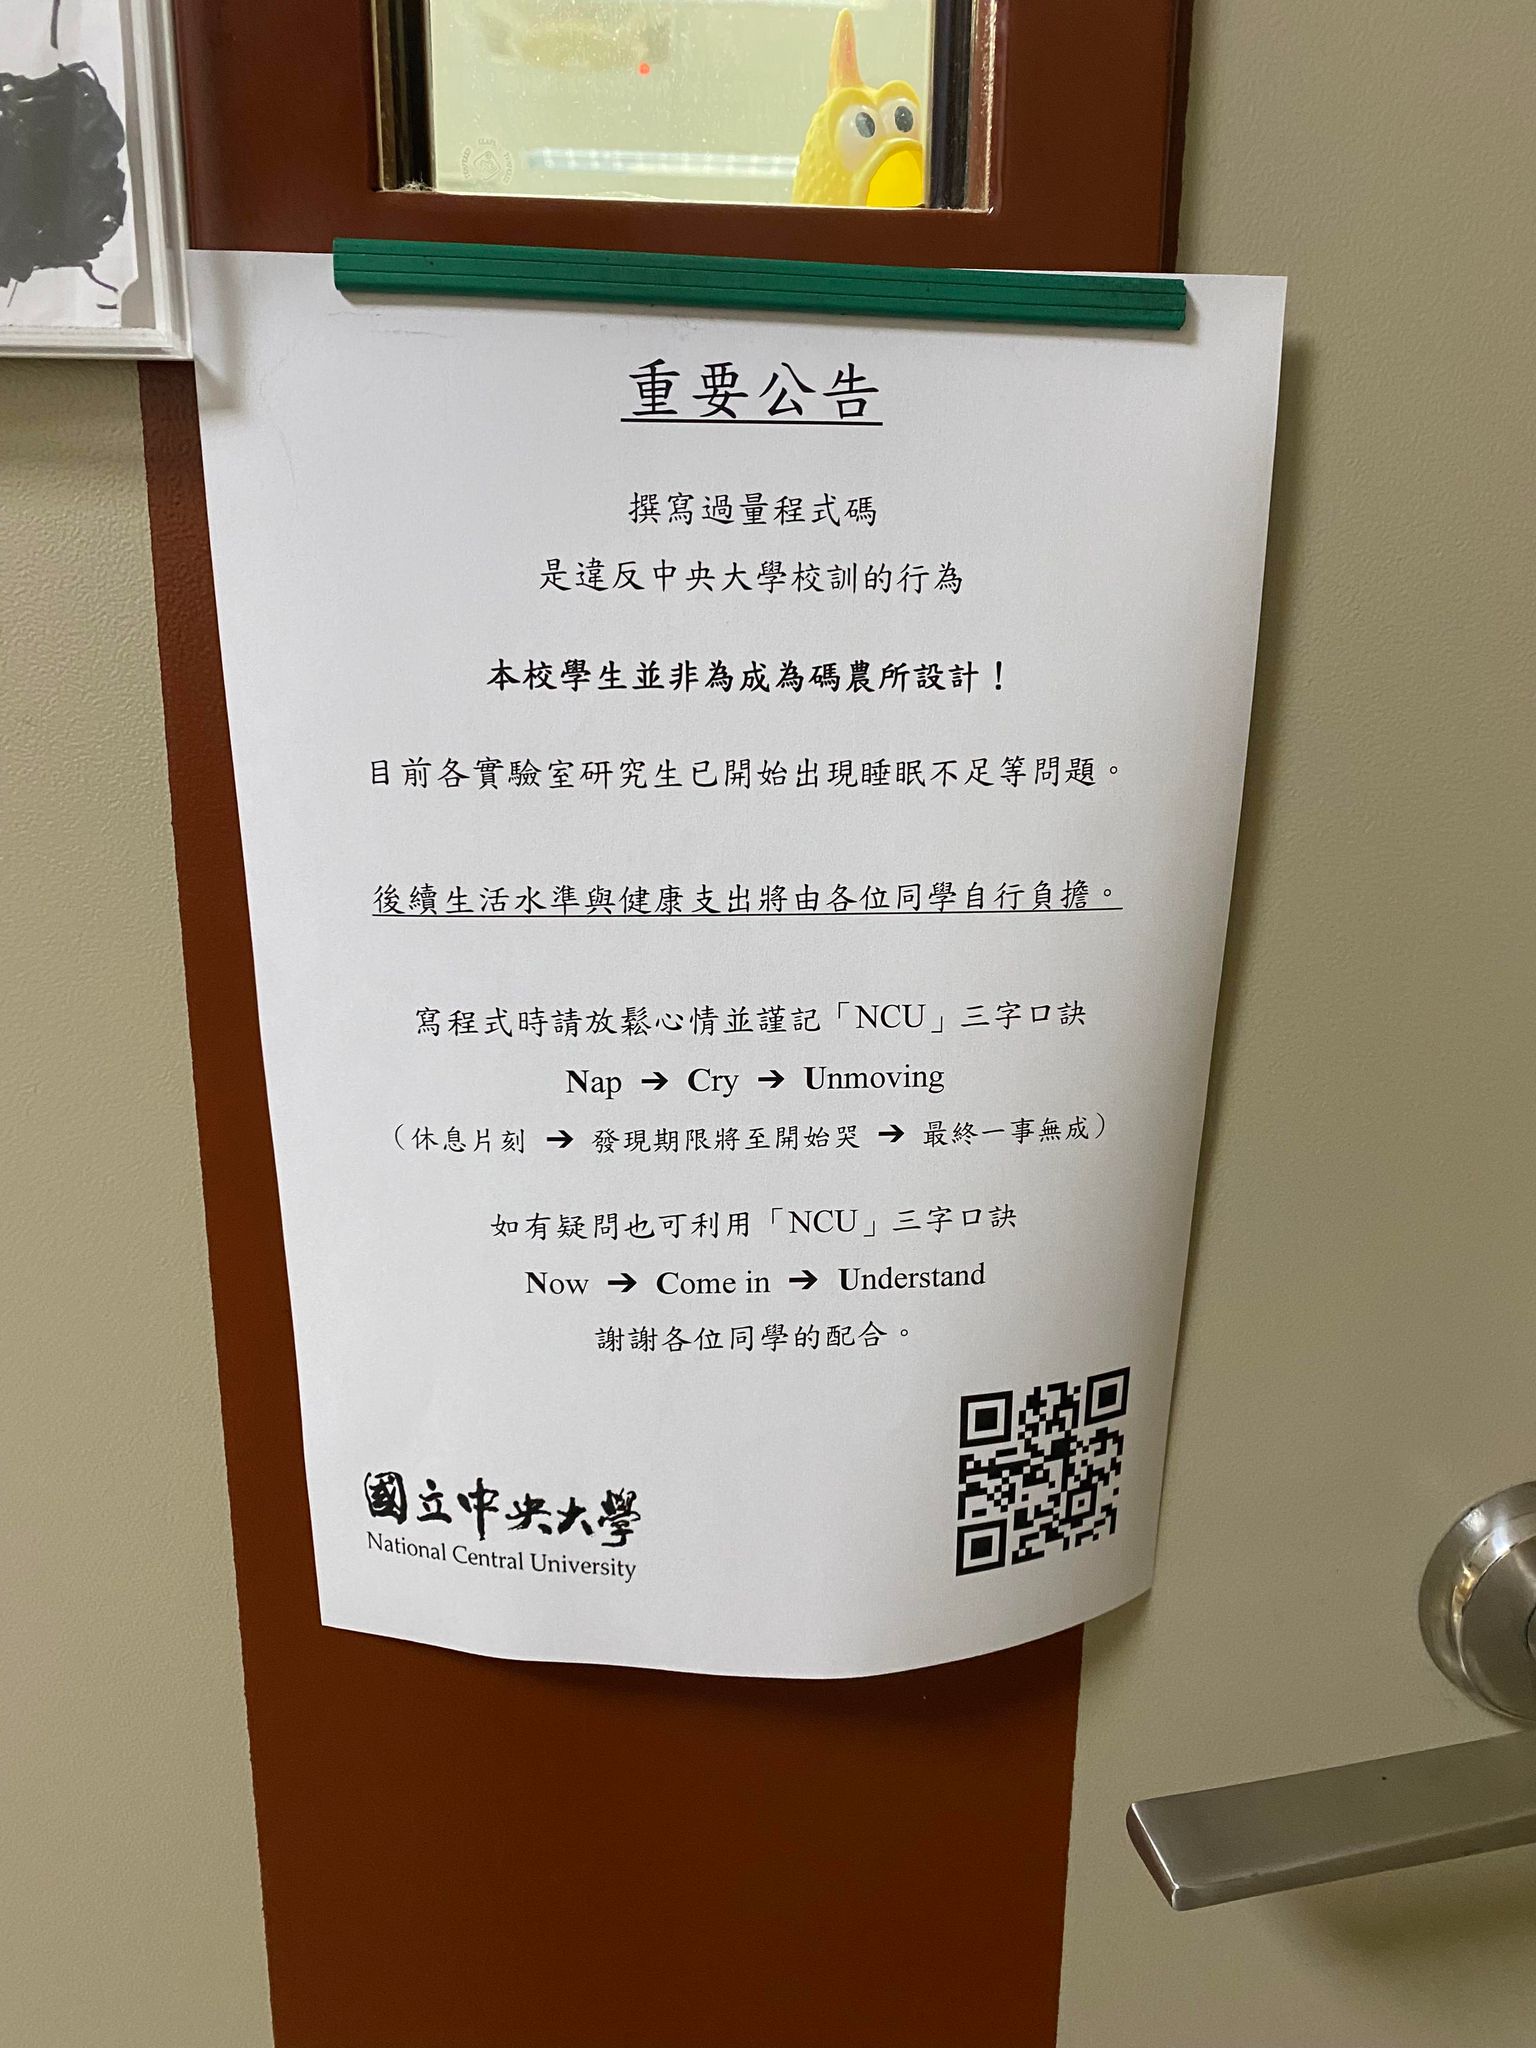 重要公告
撰寫過量程式碼
是違反中央大學校訓的行為
本校學生並非為成為碼農所設計！
目前各實驗室研究生已開始出現睡眠不足等問題。
後續生活水準與健康支出將由各位同學自行負擔。
寫程式時請放鬆心情並謹記「NCU」三字口訣
Nap ➔ Cry ➔ Unmoving
（休息片刻 ➔ 發現期限將至開始哭 ➔ 最終一事無成）
如有疑問也可利用「NCU」三字口訣
Now ➔ Come in ➔ Understand
謝謝各位同學的配合。
國立中央大學
National Central University